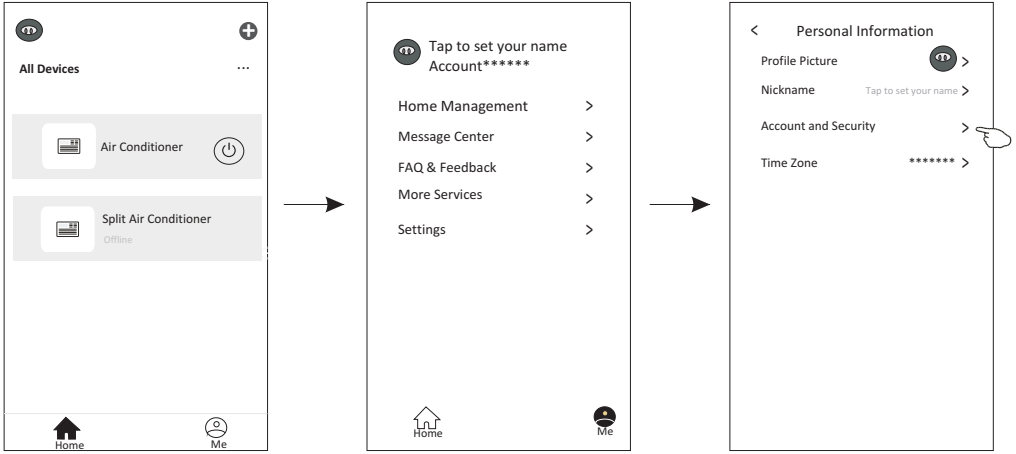 All Devices
...
Air Conditioner
Split Air Conditioner
Offline
Home
Me
Tap to set your name
Account******
Home Management
>
Message Center
>
FAQ & Feedback
>
More Services
>
Settings
>
Home
Me
< Personal Information
Profile Picture >
Nickname Tap to set your name >
Account and Security >
Time Zone ******* >